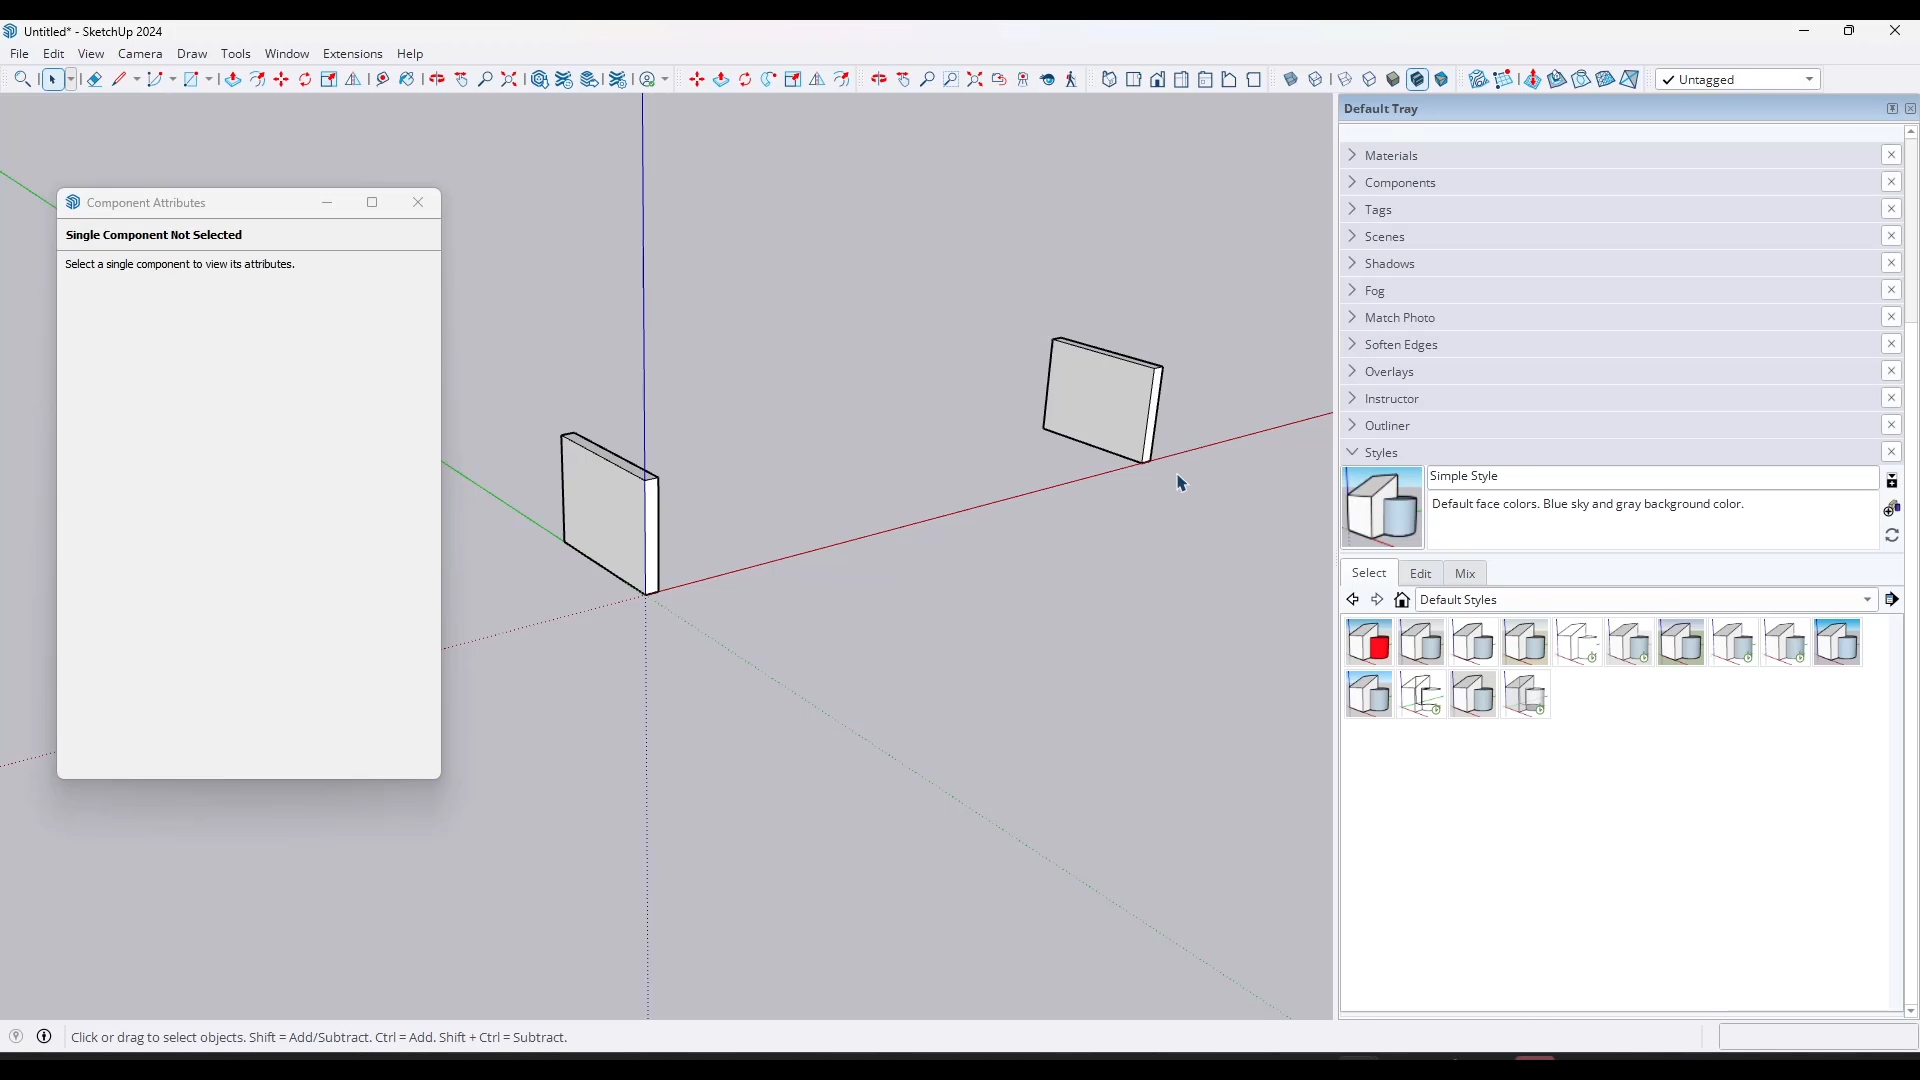 Untitled* - SketchUp 2024
File Edit View Camera Draw Tools Window Extensions Help
Untagged
Default Tray
Component Attributes
Single Component Not Selected
Select a single component to view its attributes.
Materials
Components
Tags
Scenes
Shadows
Fog
Match Photo
Soften Edges
Overlays
Instructor
Outliner
Styles
Simple Style
Default face colors. Blue sky and gray background color.
Select Edit Mix
Default Styles
Click or drag to select objects. Shift = Add/Subtract. Ctrl = Add. Shift + Ctrl = Subtract.